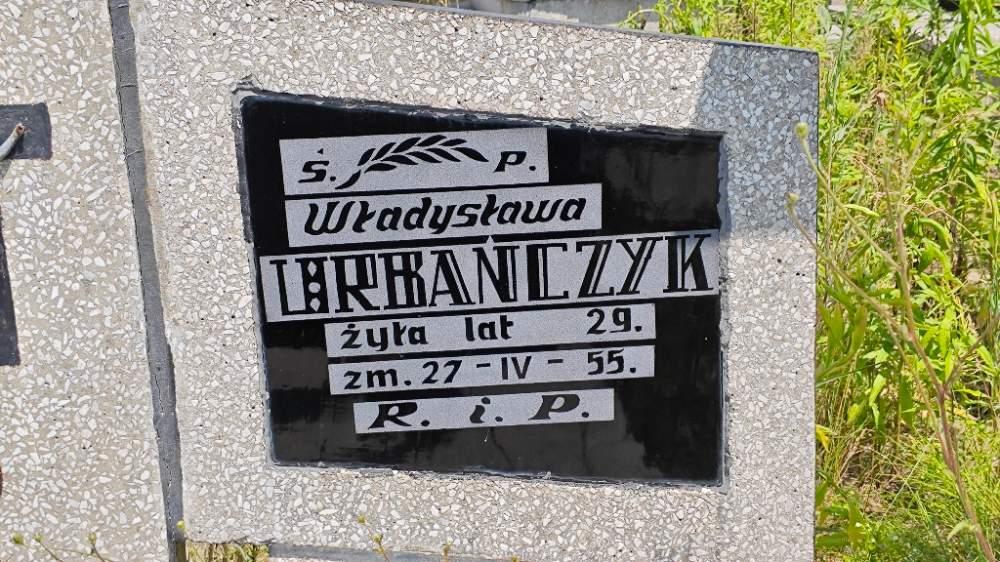 Ś. P.
Władysława
URBAŃCZYK
żyła lat 29.
zm. 27-IV-55.
R. i. P.